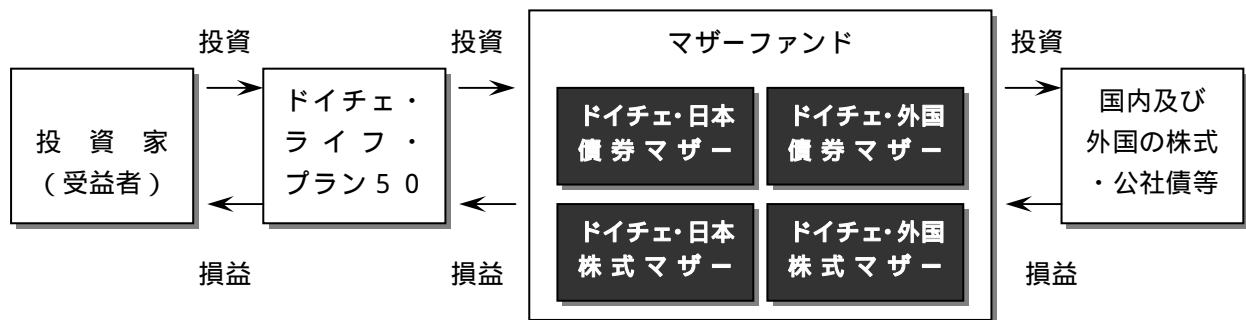 投資
投資
マザーファンド
投資
投　資　家
（受益者）
ドイチェ・
ライフ・
プラン５０
ドイチェ・日本
債券マザー
ドイチェ・外国
債券マザー
ドイチェ・日本
株式マザー
ドイチェ・外国
株式マザー
国内及び
外国の株式
・公社債等
損益
損益
損益